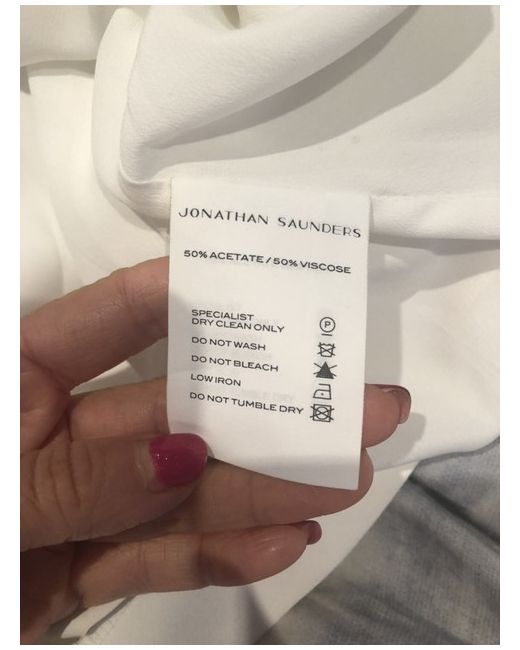 JONATHAN SAUNDERS
50% ACETATE / 50% VISCOSE
SPECIALIST
DRY CLEAN ONLY
P
DO NOT WASH
DO NOT BLEACH
LOW IRON
DO NOT TUMBLE DRY